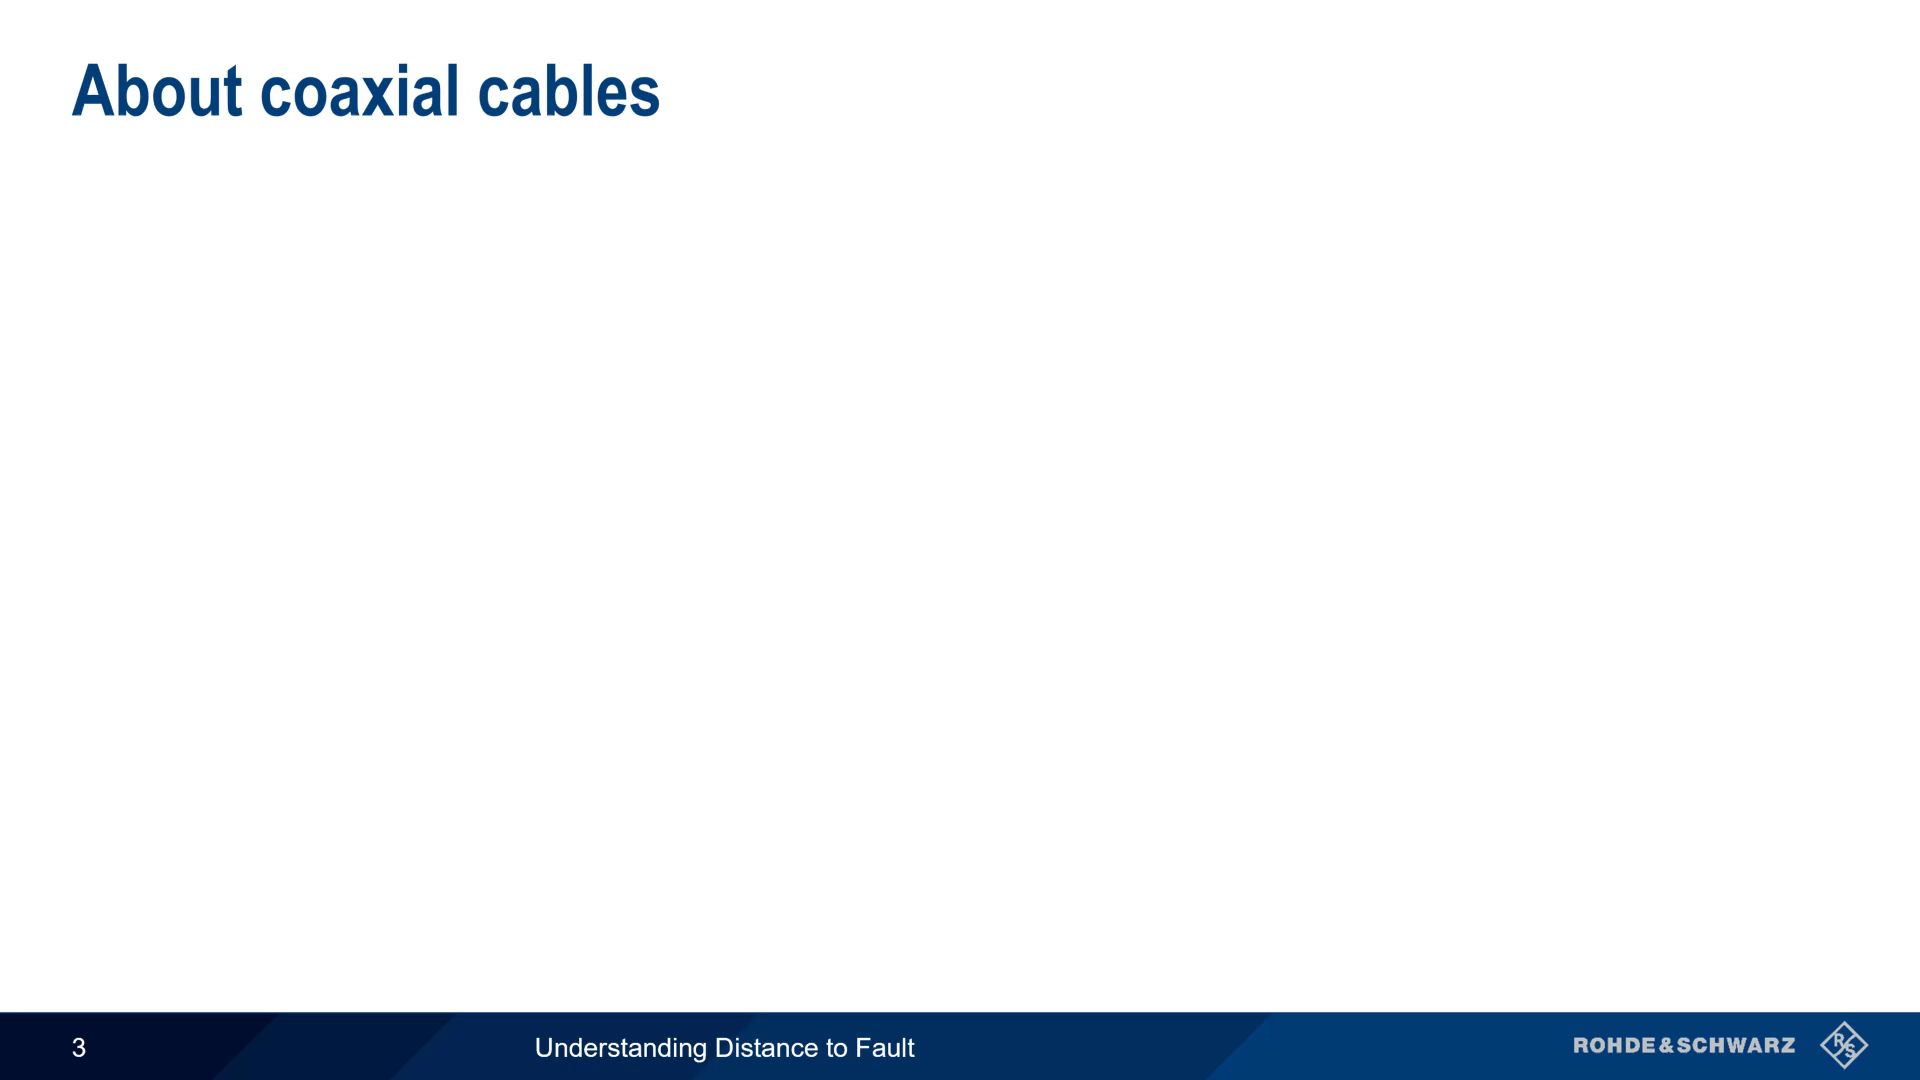 About coaxial cables
3
Understanding Distance to Fault
ROHDE&SCHWARZ
R
S